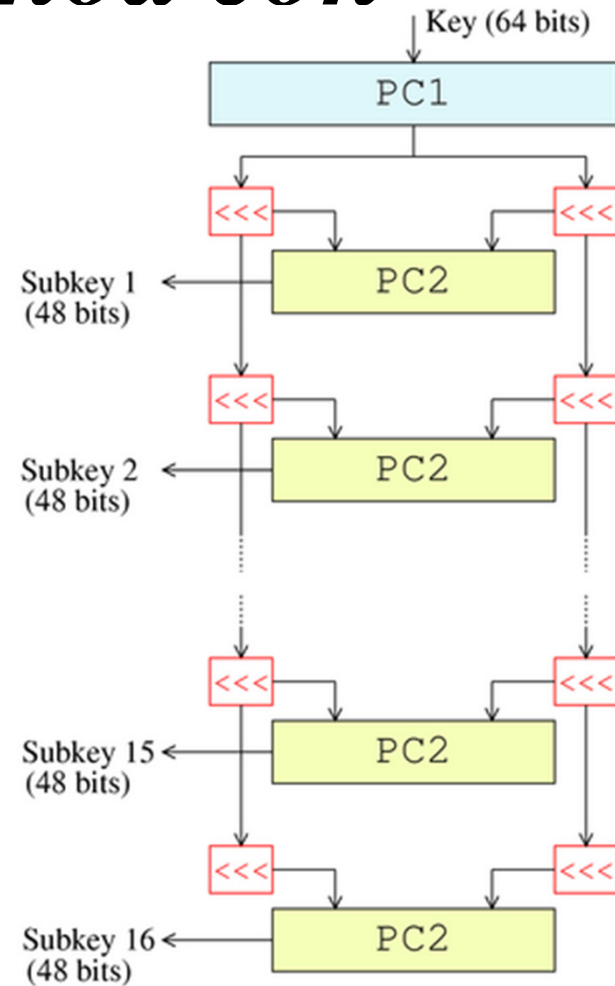 Key (64 bits)
PC1
<<< <<<
PC2
Subkey 1
(48 bits)
<<< <<<
PC2
Subkey 2
(48 bits)
<<< <<<
PC2
Subkey 15
(48 bits)
<<< <<<
PC2
Subkey 16
(48 bits)